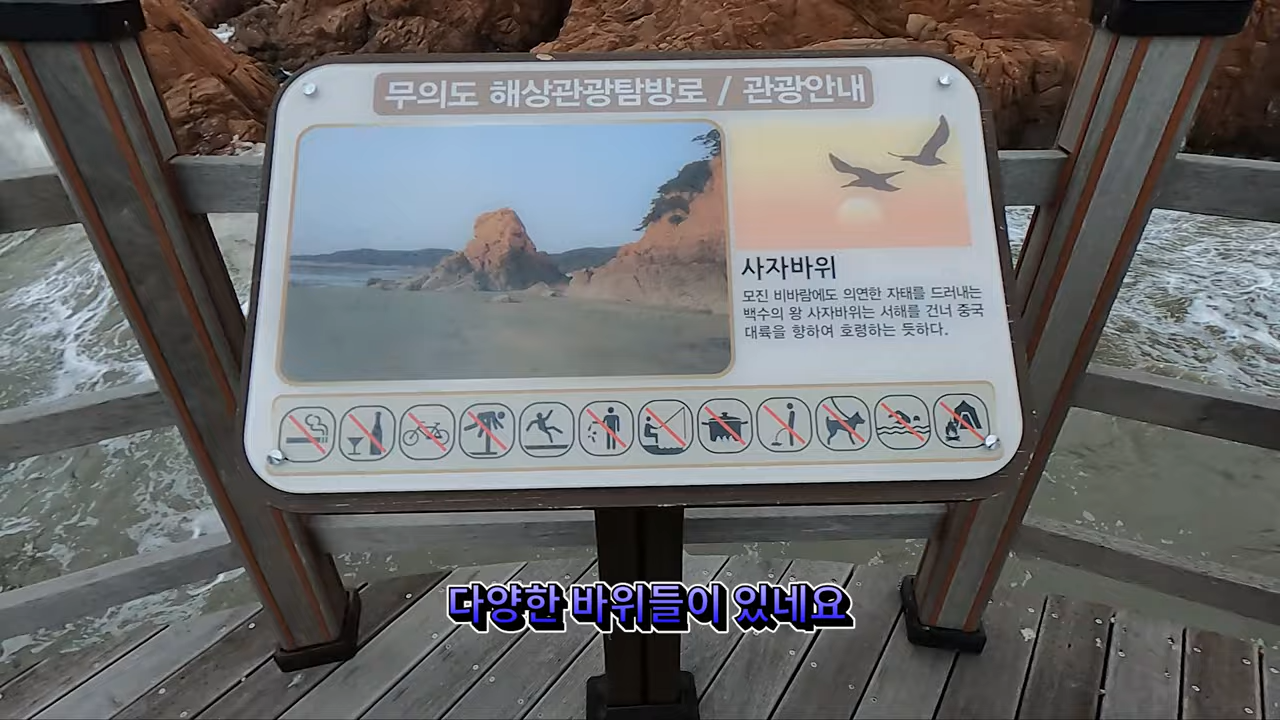 무의도 해상관광탐방로 / 관광안내
사자바위
모진 비바람에도 의연한 자태를 드러내는
백수의 왕 사자바위는 서해를 건너 중국
대륙을 향하여 호령하는 듯하다.
다양한 바위들이 있네요